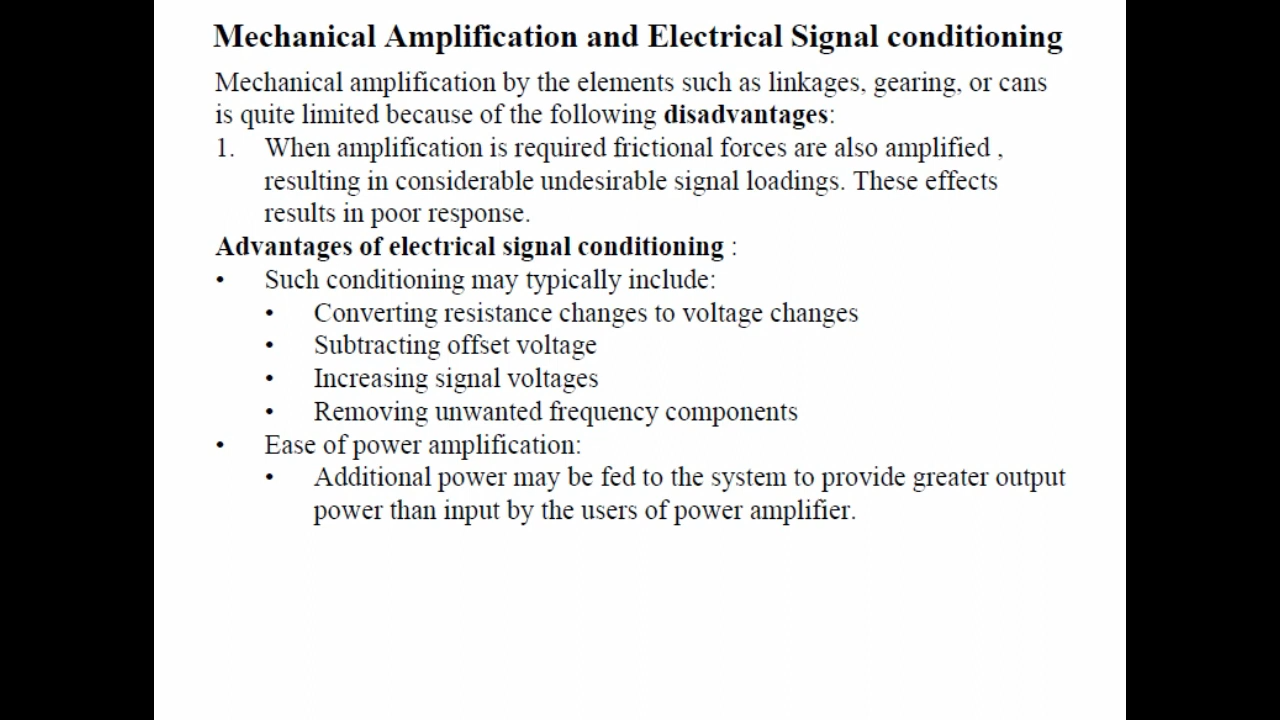 Mechanical Amplification and Electrical Signal conditioning
Mechanical amplification by the elements such as linkages, gearing, or cans
is quite limited because of the following disadvantages:
1. When amplification is required frictional forces are also amplified ,
resulting in considerable undesirable signal loadings. These effects
results in poor response.
Advantages of electrical signal conditioning :
• Such conditioning may typically include:
• Converting resistance changes to voltage changes
• Subtracting offset voltage
• Increasing signal voltages
• Removing unwanted frequency components
• Ease of power amplification:
• Additional power may be fed to the system to provide greater output
power than input by the users of power amplifier.